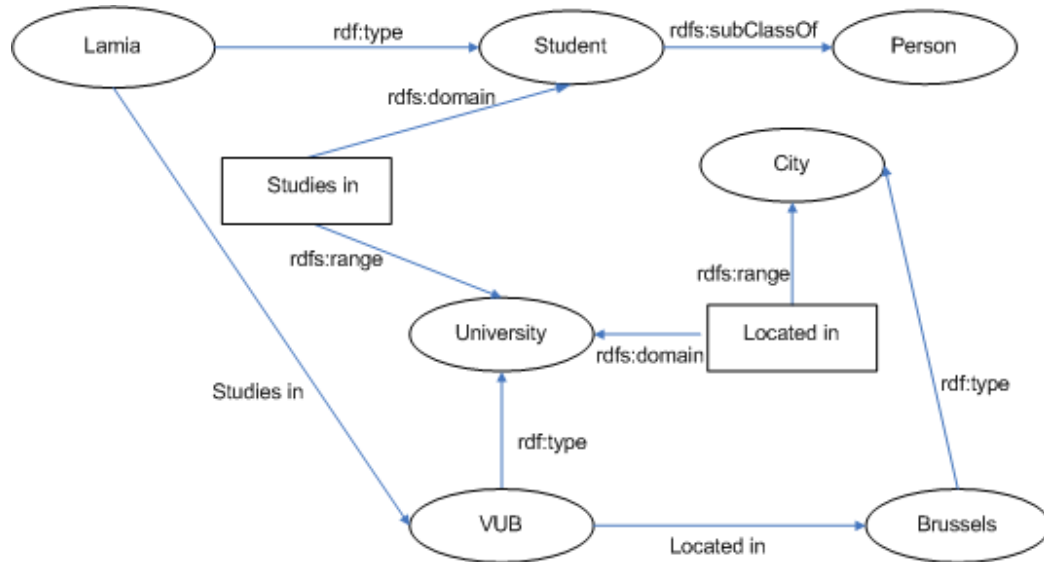 Lamia
rdf:type
Student
rdfs:subClassOf
Person
rdfs:domain
Studies in
City
rdfs:range
rdfs:range
University
Located in
rdfs:domain
Studies in
rdf:type
rdf:type
VUB
Located in
Brussels